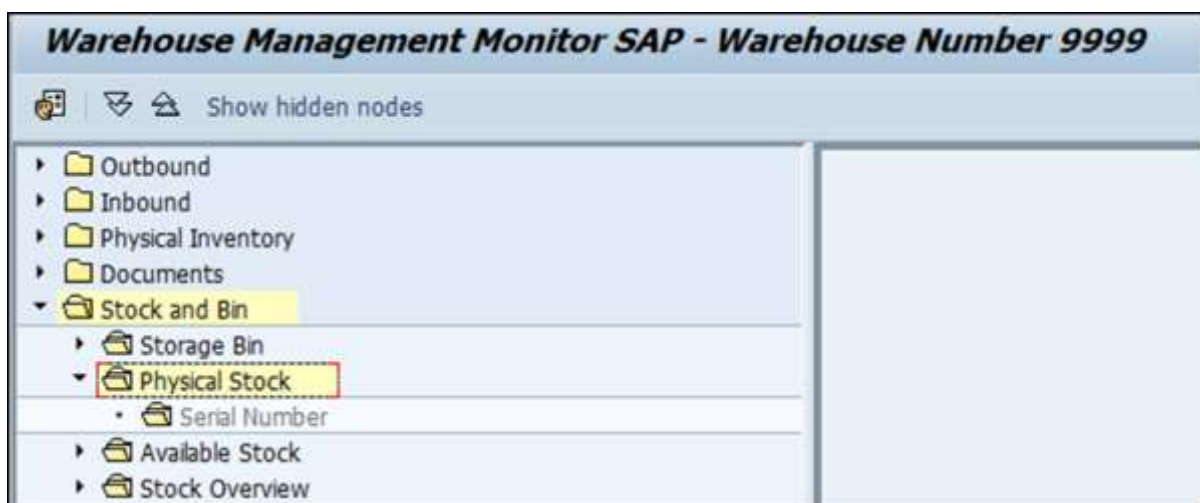 Warehouse Management Monitor SAP - Warehouse Number 9999
Show hidden nodes
Outbound
Inbound
Physical Inventory
Documents
Stock and Bin
Storage Bin
Physical Stock
Serial Number
Available Stock
Stock Overview